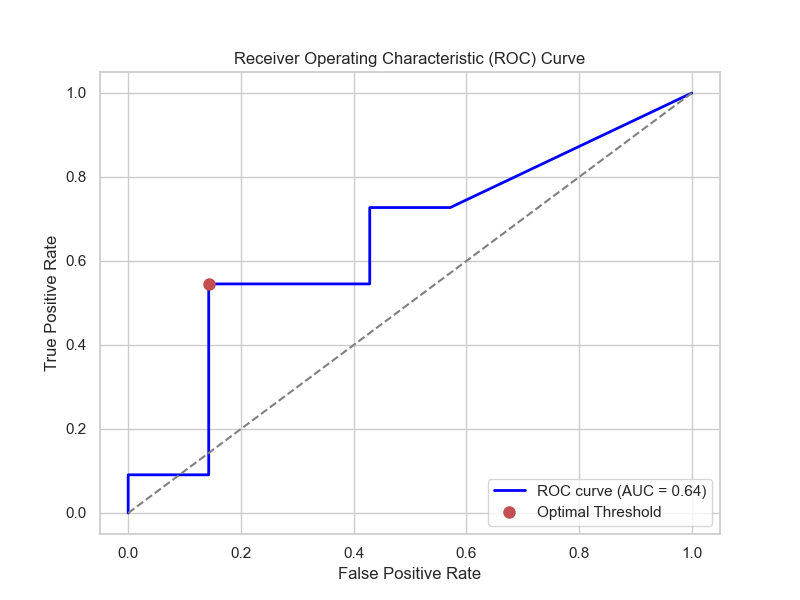 Receiver Operating Characteristic (ROC) Curve
True Positive Rate
1.0
0.8
0.6
0.4
0.2
0.0
ROC curve (AUC = 0.64)
Optimal Threshold
0.0 0.2 0.4 0.6 0.8 1.0
False Positive Rate